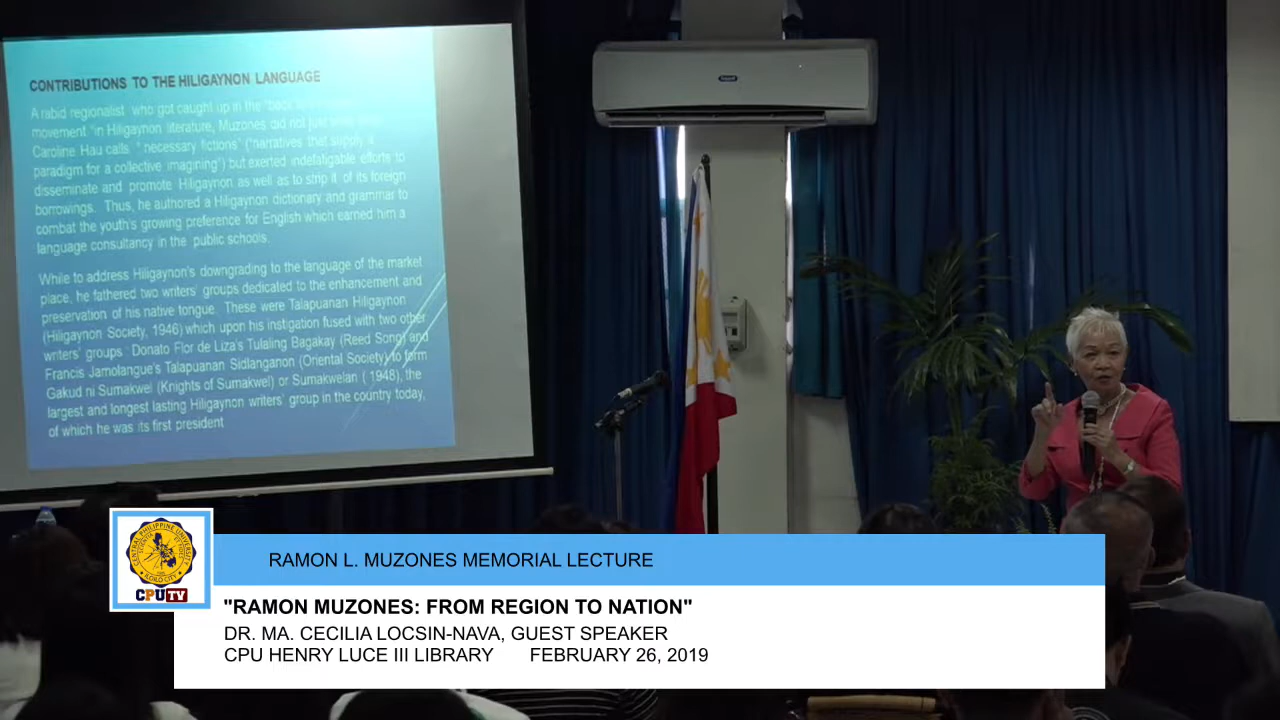 CONTRIBUTIONS TO THE HILIGAYNON LANGUAGE
A rabid regionalist who got caught up in the "back
movement "in Hiligaynon literature, Muzones did not just
Caroline Hau calls " necessary fictions" ("narratives that supply a
paradigm for a collective imagining") but exerted indefatigable efforts to
disseminate and promote Hiligaynon as well as to strip it of its foreign
borrowings. Thus, he authored a Hiligaynon dictionary and grammar to
combat the youth's growing preference for English which earned him a
language consultancy in the public schools.
While to address Hiligaynon's downgrading to the language of the market
place, he fathered two writers' groups dedicated to the enhancement and
preservation of his native tongue. These were Talapuanan Hiligaynon
(Hiligaynon Society, 1946) which upon his instigation fused with two other
writers' groups Donato Flor de Liza's Tulaling Bagakay (Reed Song) and
Francis Jamolangue's Talapuanan Sidlanganon (Oriental Society) to form
Gakud ni Sumakwel (Knights of Sumakwel) or Sumakwelan ( 1948), the
largest and longest lasting Hiligaynon writers' group in the country today,
of which he was its first president
CENTRAL PHILIPPINE UNIVERSITY
ILOILO CITY
CPUTV
RAMON L. MUZONES MEMORIAL LECTURE
"RAMON MUZONES: FROM REGION TO NATION"
DR. MA. CECILIA LOCSIN-NAVA, GUEST SPEAKER
CPU HENRY LUCE III LIBRARY FEBRUARY 26, 2019